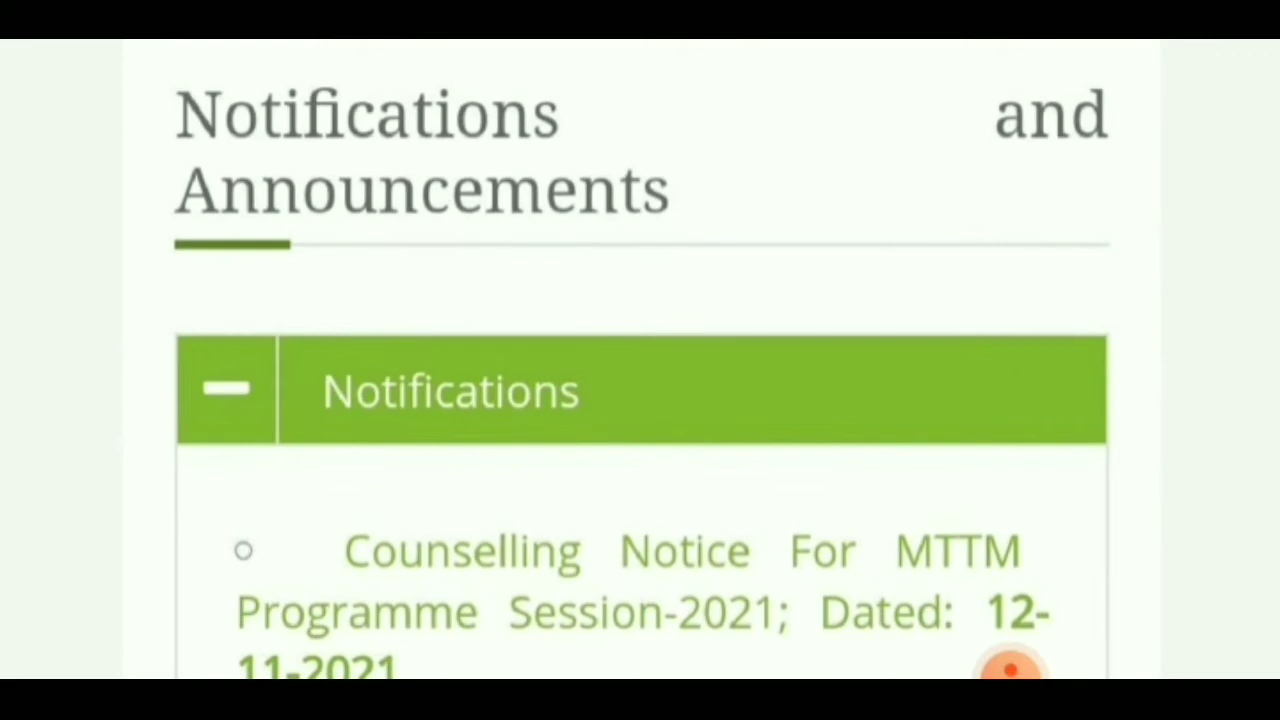 Notifications and
Announcements
Notifications
Counselling Notice For MTTM
Programme Session-2021; Dated: 12-
11-2021